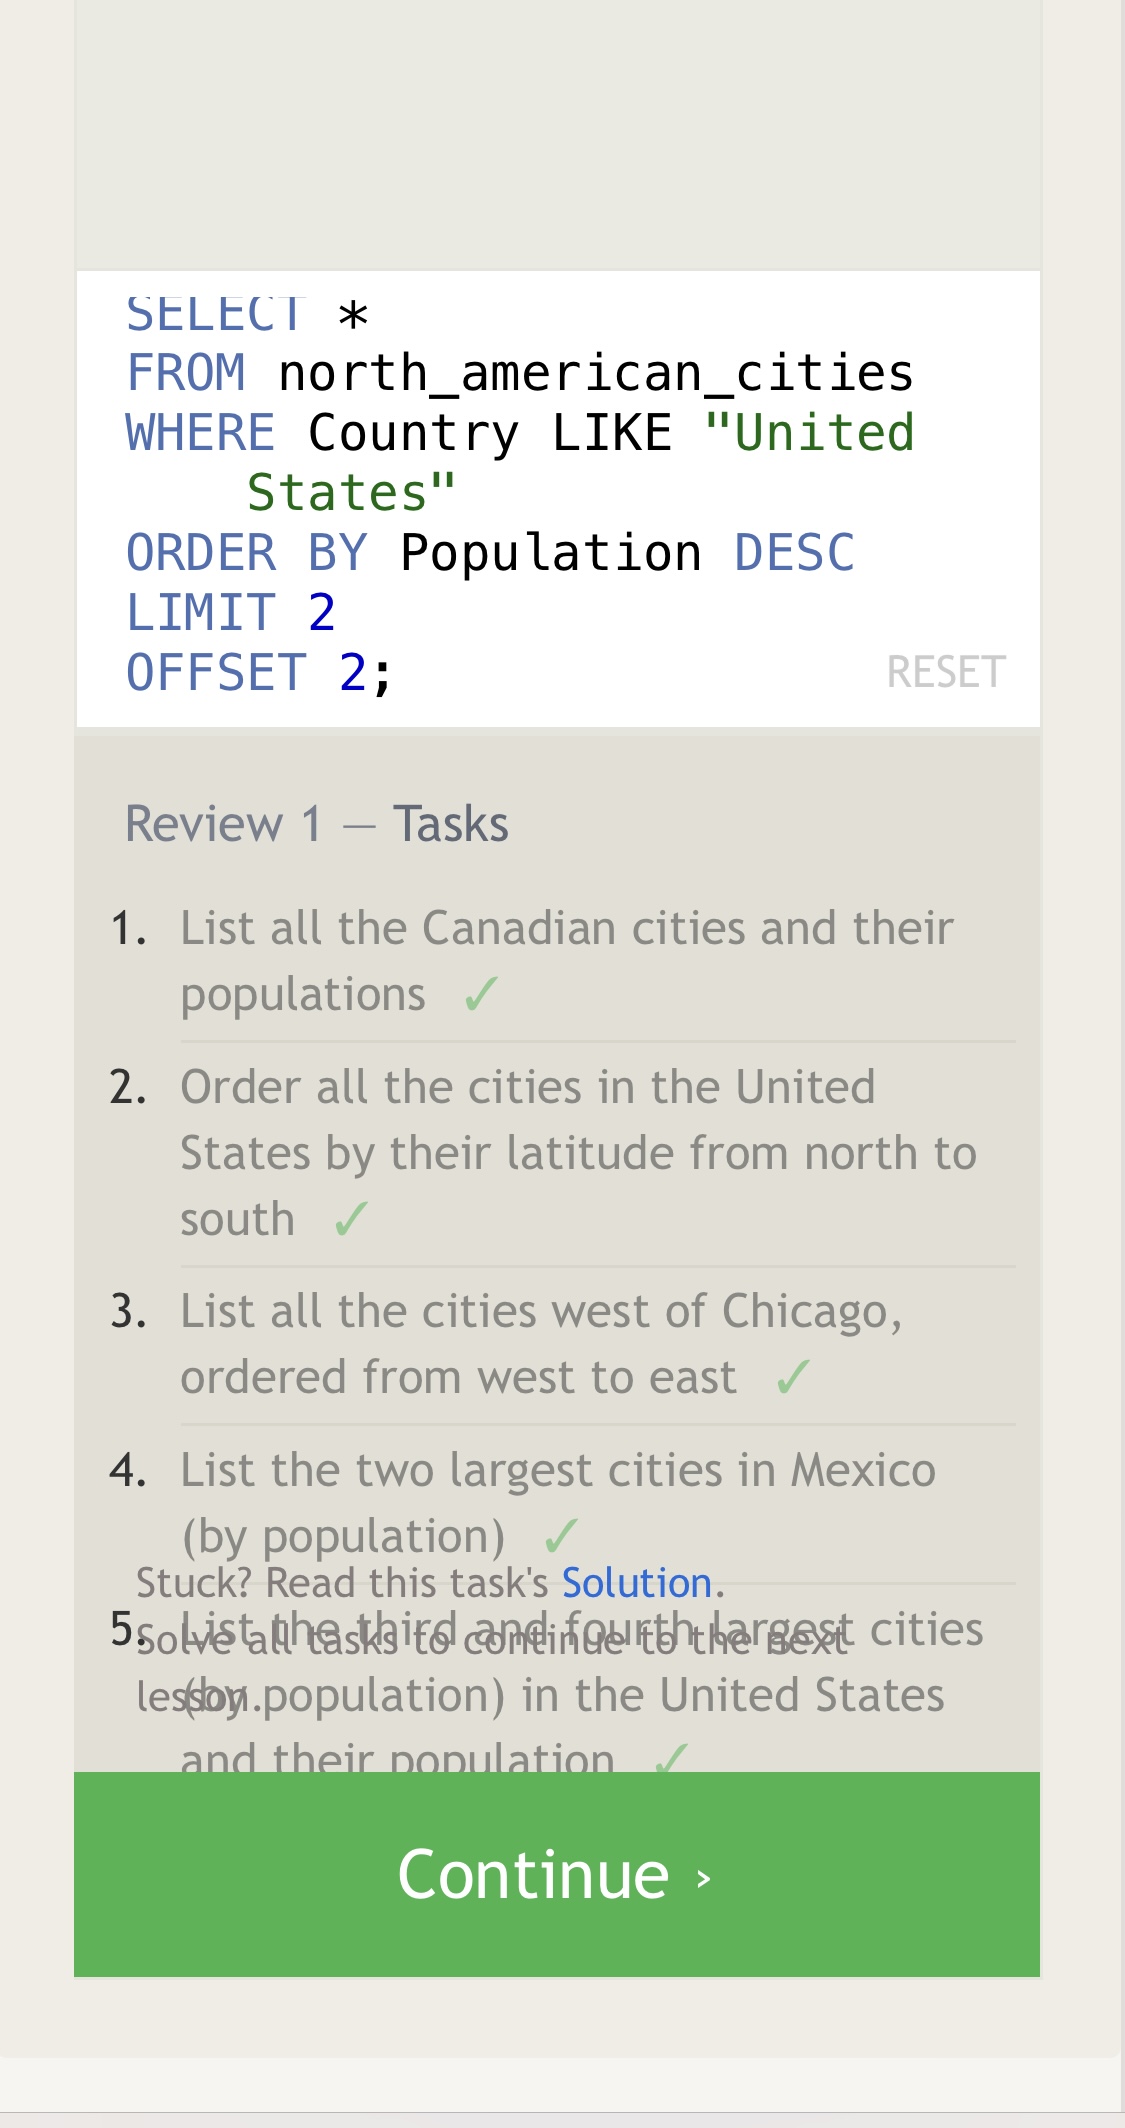 SELECT *
FROM north_american_cities
WHERE Country LIKE "United
States"
ORDER BY Population DESC
LIMIT 2
OFFSET 2;
RESET
Review 1 — Tasks
1. List all the Canadian cities and their
populations ✓
2. Order all the cities in the United
States by their latitude from north to
south ✓
3. List all the cities west of Chicago,
ordered from west to east ✓
4. List the two largest cities in Mexico
(by population) ✓
Stuck? Read this task's Solution.
5. List the third and fourth largest cities
Solve all tasks to continue to the next
(by population) in the United States
lesson.
and their population ✓
Continue ›